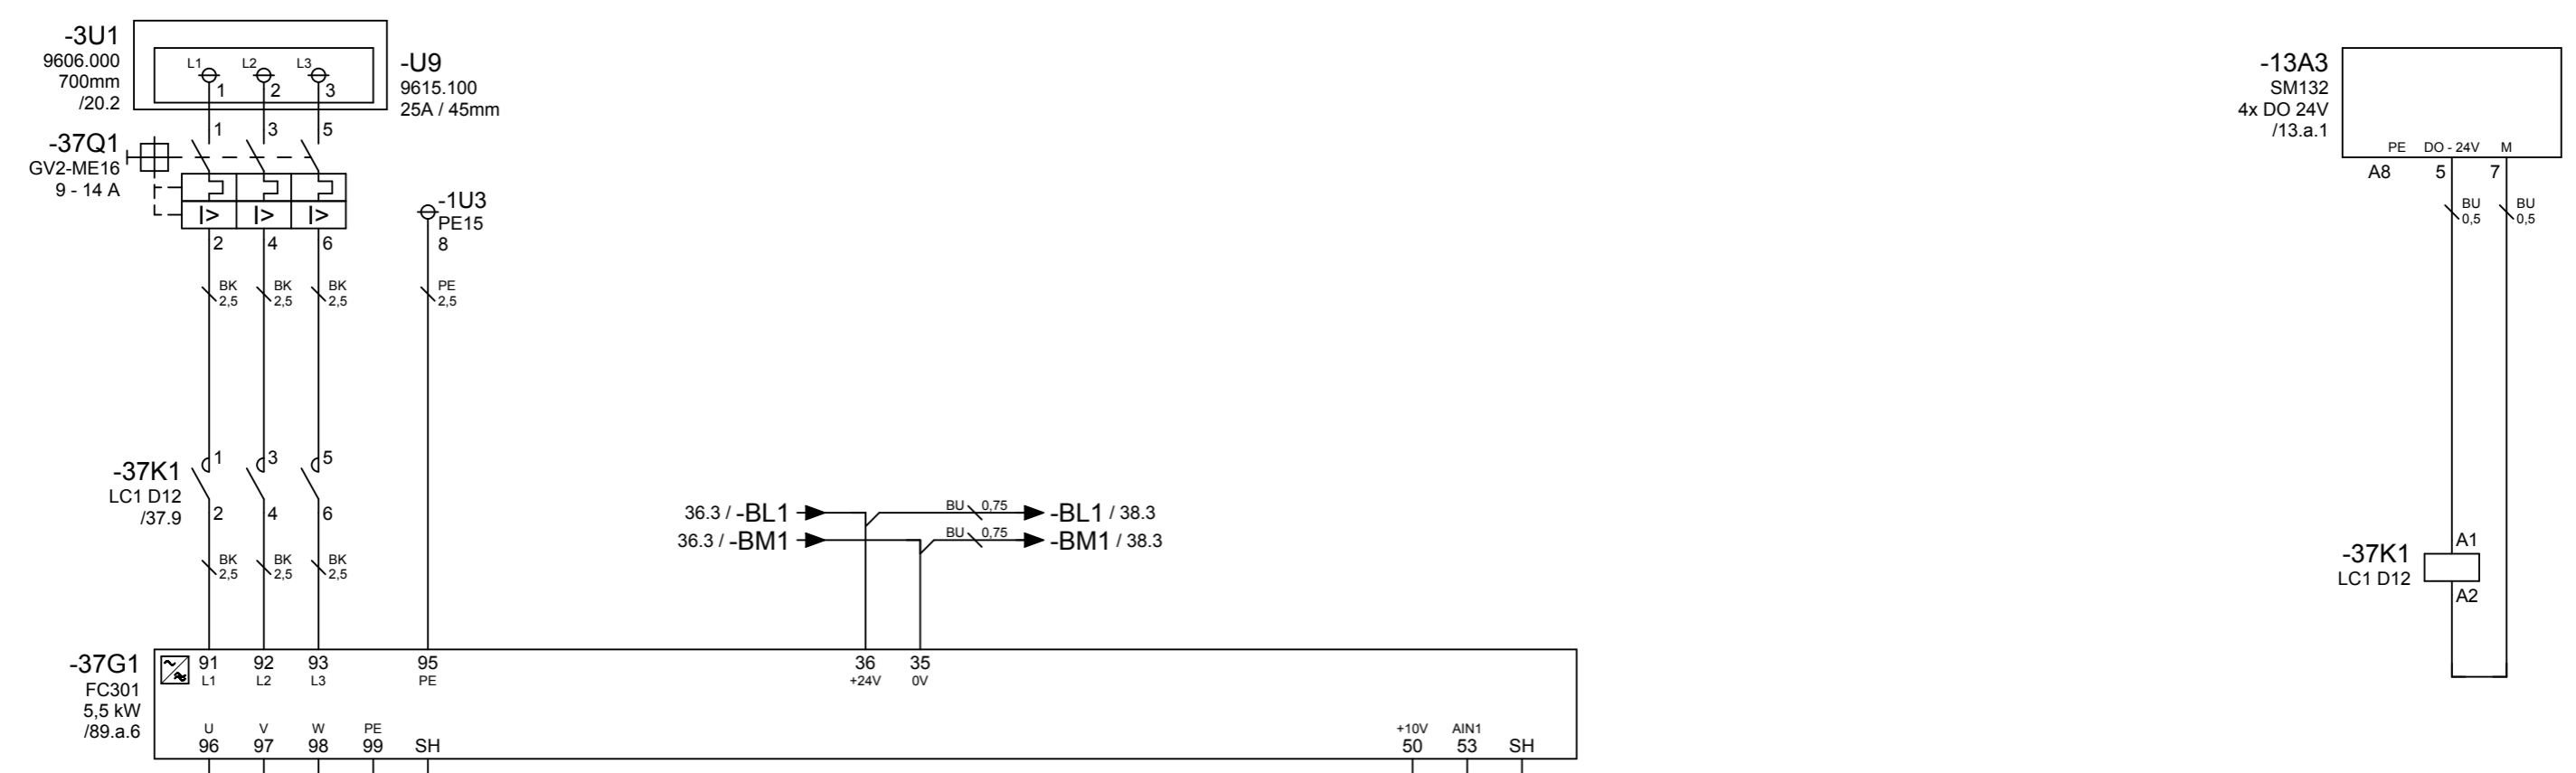 -3U1
9606.000
700mm
/20.2
L1 L2 L3
1 2 3
-U9
9615.100
25A / 45mm
1 3 5
-37Q1
GV2-ME16
9 - 14 A
I> I> I>
2 4 6
-1U3
PE15
8
BK BK BK PE
2,5 2,5 2,5 2,5
1 3 5
-37K1
LC1 D12
/37.9
2 4 6
BK BK BK
2,5 2,5 2,5
36.3 / -BL1 BU 0,75 -BL1 / 38.3
36.3 / -BM1 BU 0,75 -BM1 / 38.3
-37G1
FC301
5,5 kW
/89.a.6
91 92 93 95 36 35
L1 L2 L3 PE +24V 0V
U V W PE +10V AIN1
96 97 98 99 SH 50 53 SH
-13A3
SM132
4x DO 24V
/13.a.1
PE DO - 24V M
A8 5 7
BU BU
0,5 0,5
A1
-37K1
LC1 D12
A2